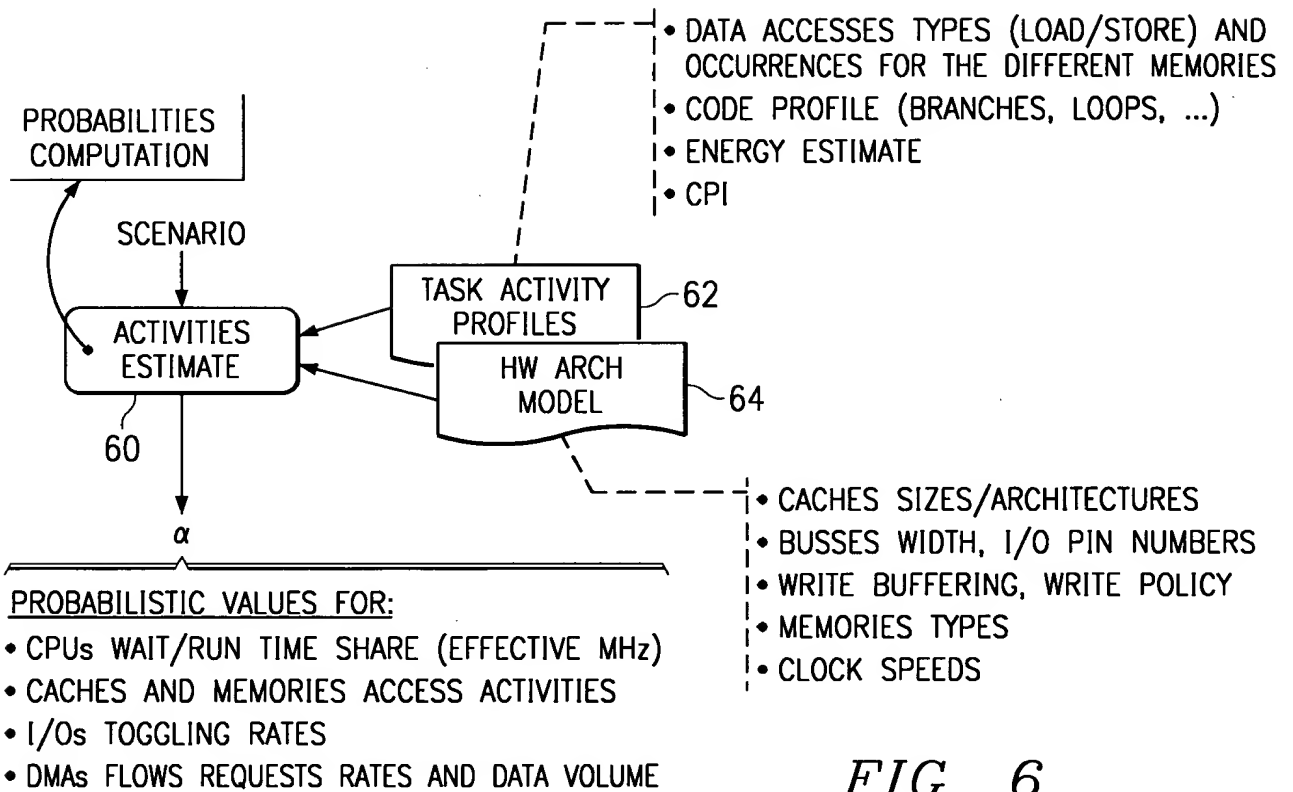 • DATA ACCESSES TYPES (LOAD/STORE) AND
OCCURRENCES FOR THE DIFFERENT MEMORIES
• CODE PROFILE (BRANCHES, LOOPS, ...)
• ENERGY ESTIMATE
• CPI
PROBABILITIES
COMPUTATION
SCENARIO
TASK ACTIVITY
PROFILES
62
ACTIVITIES
ESTIMATE
60
HW ARCH
MODEL
64
α
• CACHES SIZES/ARCHITECTURES
• BUSSES WIDTH, I/O PIN NUMBERS
• WRITE BUFFERING, WRITE POLICY
• MEMORIES TYPES
• CLOCK SPEEDS
PROBABILISTIC VALUES FOR:
• CPUs WAIT/RUN TIME SHARE (EFFECTIVE MHz)
• CACHES AND MEMORIES ACCESS ACTIVITIES
• I/Os TOGGLING RATES
• DMAs FLOWS REQUESTS RATES AND DATA VOLUME
FIG. 6